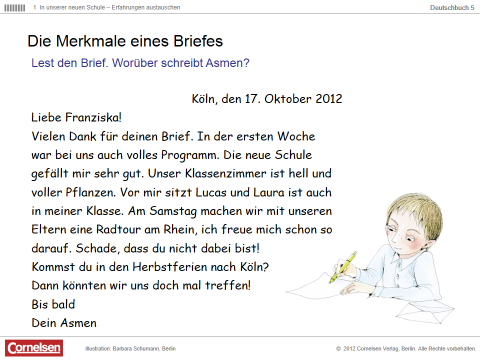 1 In unserer neuen Schule – Erfahrungen austauschen
Deutschbuch 5
Die Merkmale eines Briefes
Lest den Brief. Worüber schreibt Asmen?
Köln, den 17. Oktober 2012
Liebe Franziska!
Vielen Dank für deinen Brief. In der ersten Woche
war bei uns auch volles Programm. Die neue Schule
gefällt mir sehr gut. Unser Klassenzimmer ist hell und
voller Pflanzen. Vor mir sitzt Lucas und Laura ist auch
in meiner Klasse. Am Samstag machen wir mit unseren
Eltern eine Radtour am Rhein, ich freue mich schon so
darauf. Schade, dass du nicht dabei bist!
Kommst du in den Herbstferien nach Köln?
Dann könnten wir uns doch mal treffen!
Bis bald
Dein Asmen
Cornelsen
Illustration: Barbara Schumann, Berlin
© 2012 Cornelsen Verlag, Berlin. Alle Rechte vorbehalten.